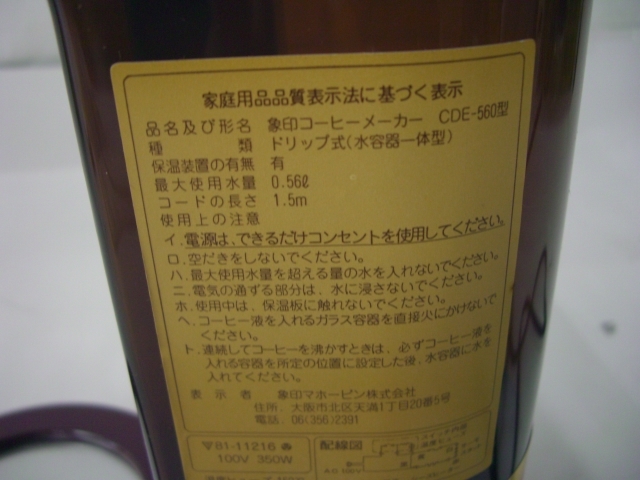 家庭用品品質表示法に基づく表示
品名及び形名 象印コーヒーメーカー CDE-560型
種 類 ドリップ式(水容器一体型)
保温装置の有無 有
最大使用水量 0.56ℓ
コードの長さ 1.5m
使用上の注意
イ.電源は、できるだけコンセントを使用してください。
ロ.空だきをしないでください。
ハ.最大使用水量を超える量の水を入れないでください。
ニ.電気の通ずる部分は、水に浸さないでください。
ホ.使用中は、保温板に触れないでください。
ヘ.コーヒー液を入れるガラス容器を直接火にかけないで
ください。
ト.連続してコーヒーを沸かすときは、必ずコーヒー液を
入れる容器を所定の位置に設定した後、水容器に水を
入れてください。
表 示 者 象印マホービン株式会社
住所. 大阪市北区天満1丁目20番5号
電話. 06(356)2391
81-11216
100V 350W
配線図